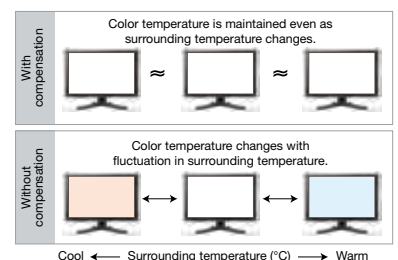 With
compensation
Color temperature is maintained even as
surrounding temperature changes.
≈ ≈
Without
compensation
Color temperature changes with
fluctuation in surrounding temperature.
Cool ← Surrounding temperature (°C) → Warm